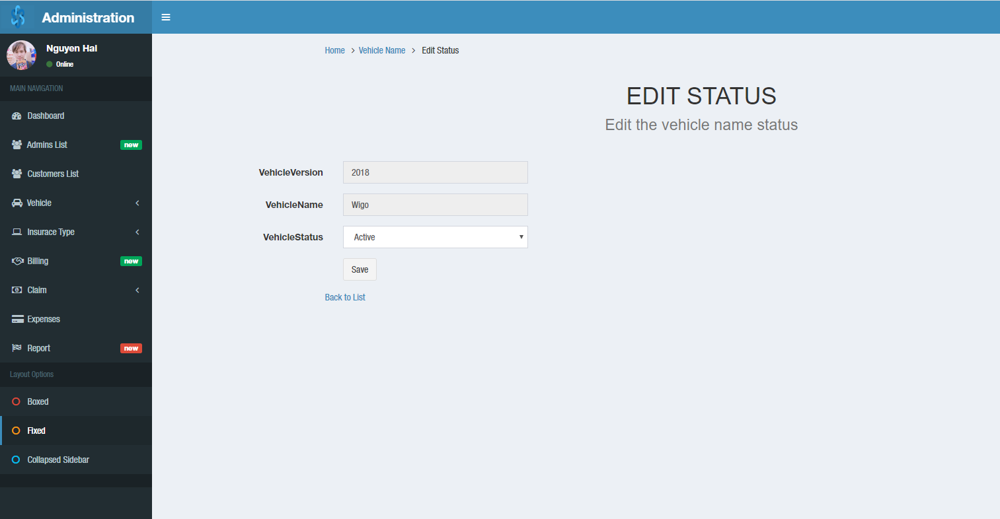 Administration
Nguyen Hai
Online
MAIN NAVIGATION
Dashboard
Admins List new
Customers List
Vehicle
Insurace Type
Billing new
Claim
Expenses
Report new
Layout Options
Boxed
Fixed
Collapsed Sidebar
Home > Vehicle Name > Edit Status
EDIT STATUS
Edit the vehicle name status
VehicleVersion 2018
VehicleName Wigo
VehicleStatus Active
Save
Back to List